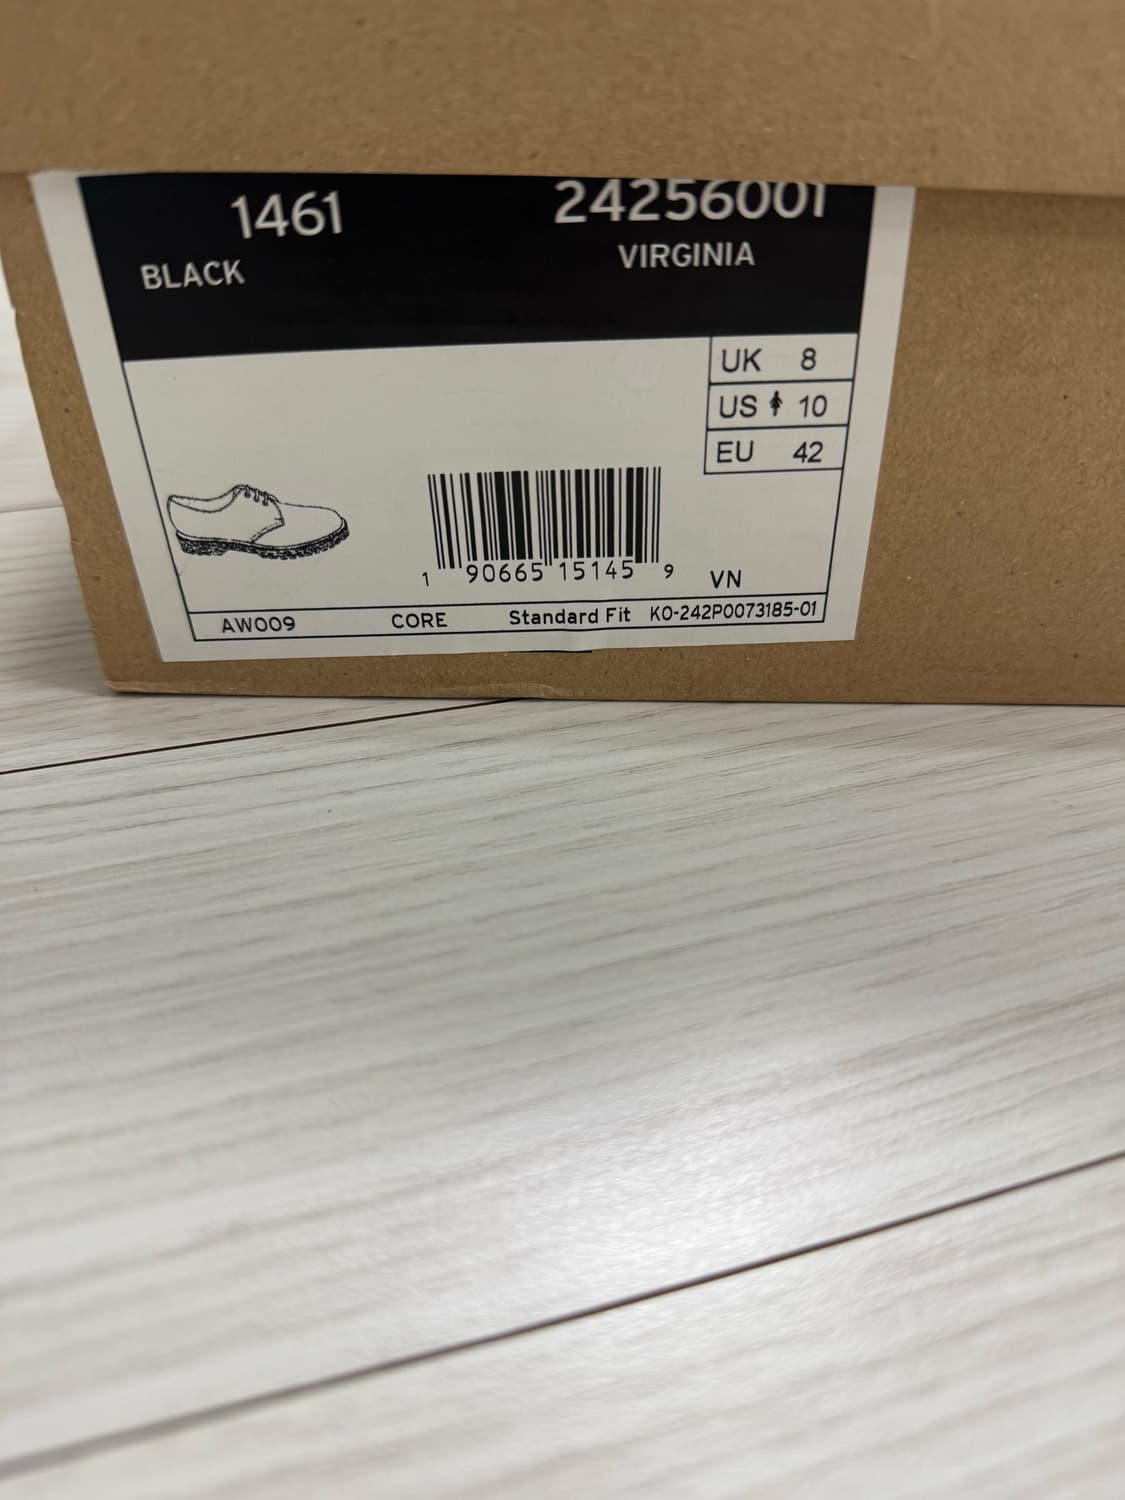 1461 24256001
BLACK VIRGINIA
UK 8
US 10
EU 42
1 90665 15145 9 VN
AW009 CORE Standard Fit KO-242P0073185-01